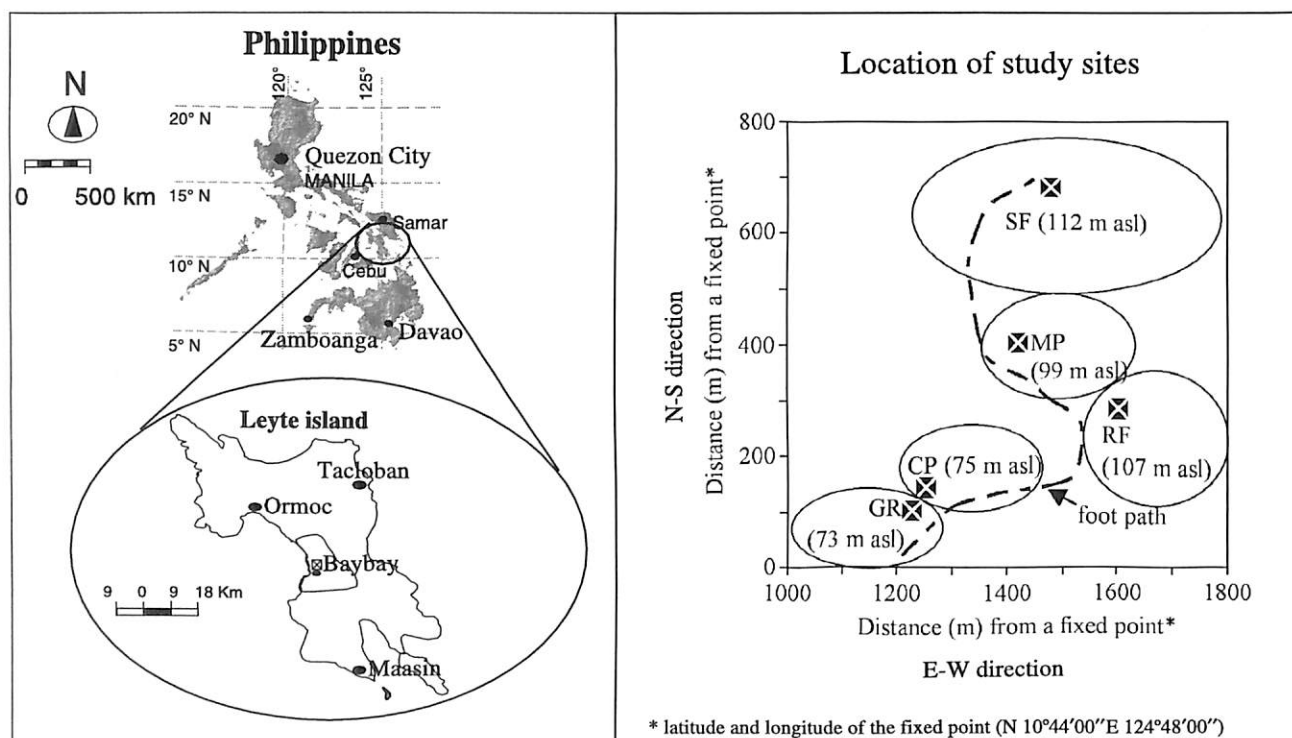 Philippines
120°
125°
N
20° N
0 500 km
Quezon City
MANILA
15° N
Samar
10° N
Cebu
Zamboanga
Davao
5° N
Leyte island
Tacloban
Ormoc
Baybay
9 0 9 18 Km
Maasin
Location of study sites
800
600
400
200
0
N-S direction
Distance (m) from a fixed point*
SF (112 m asl)
MP
(99 m asl)
RF
(107 m asl)
CP (75 m asl)
GR
(73 m asl)
foot path
1000 1200 1400 1600 1800
Distance (m) from a fixed point*
E-W direction
* latitude and longitude of the fixed point (N 10°44′00″E 124°48′00″)